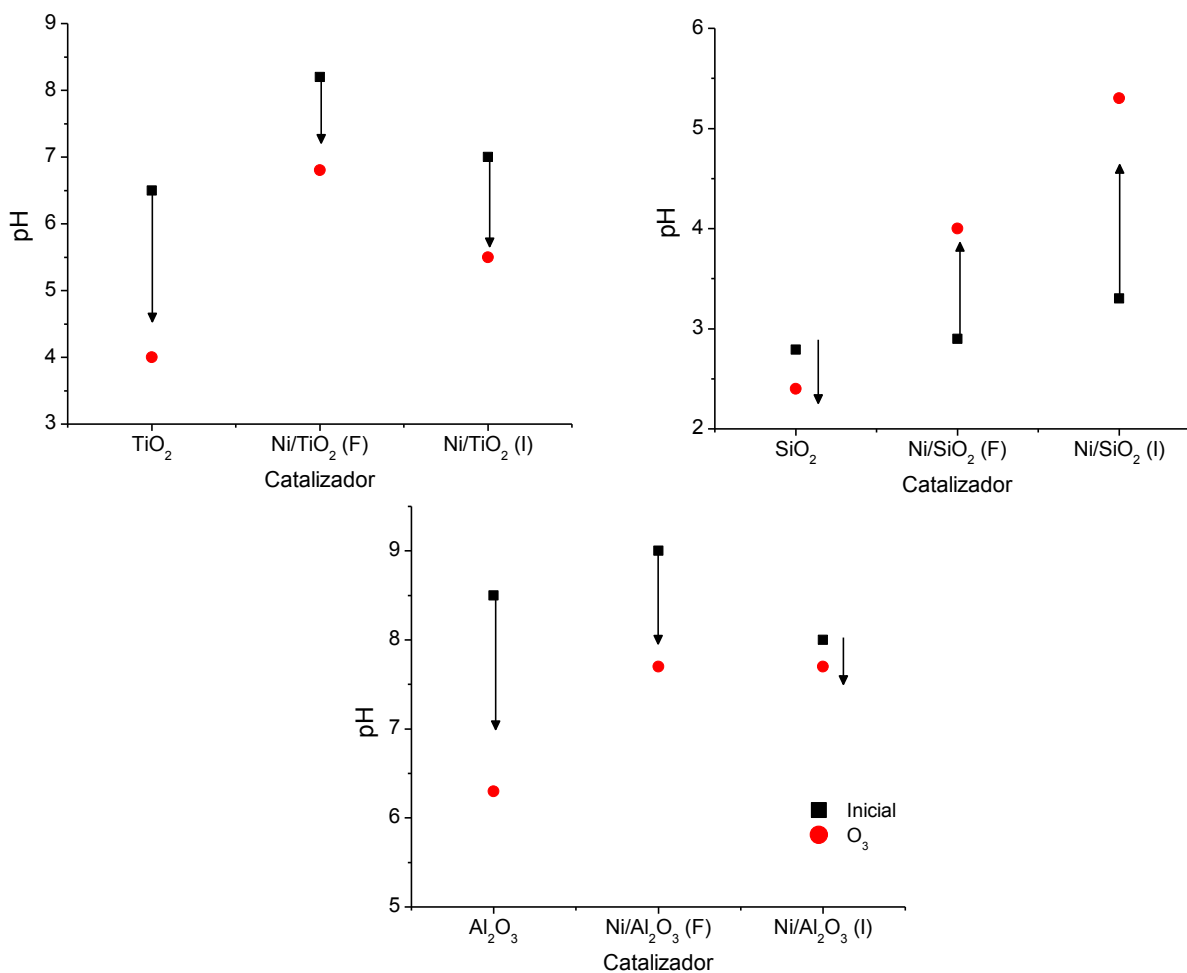 9
8
7
6
5
4
3
pH
TiO₂ Ni/TiO₂ (F) Ni/TiO₂ (I)
Catalizador
6
5
4
3
2
pH
SiO₂ Ni/SiO₂ (F) Ni/SiO₂ (I)
Catalizador
9
8
7
6
5
pH
Inicial
O₃
Al₂O₃ Ni/Al₂O₃ (F) Ni/Al₂O₃ (I)
Catalizador